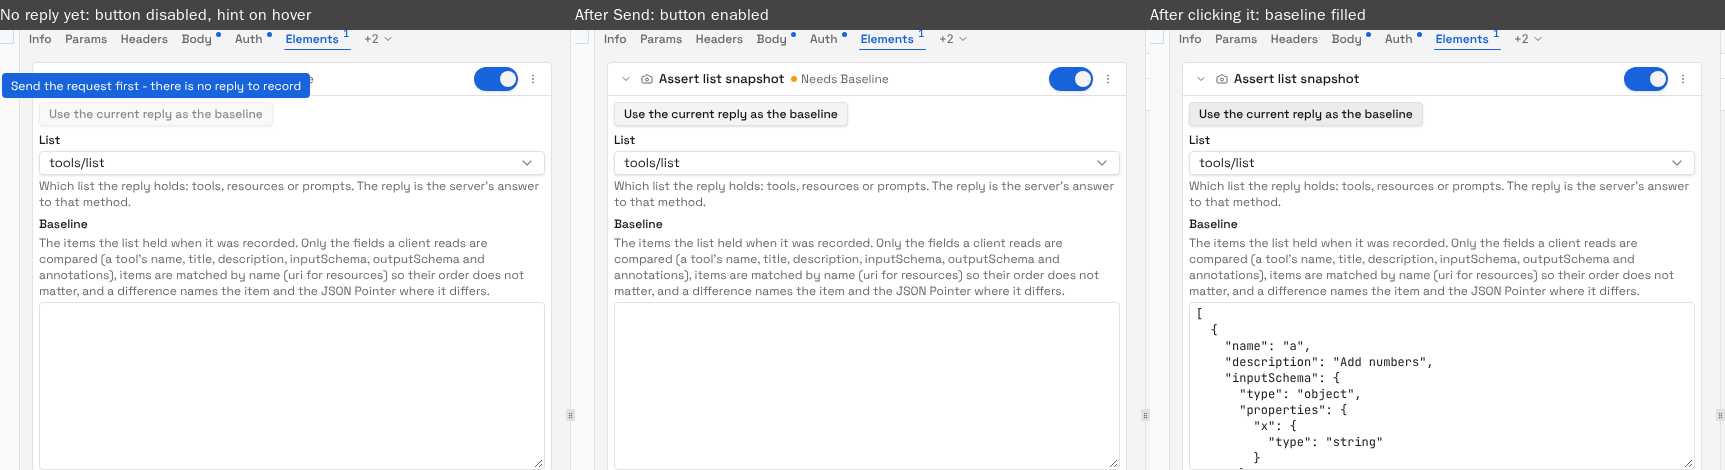 No reply yet: button disabled, hint on hover
Info Params Headers Body Auth Elements 1 +2
Send the request first - there is no reply to record
Use the current reply as the baseline
List
tools/list
Which list the reply holds: tools, resources or prompts. The reply is the server's answer
to that method.
Baseline
The items the list held when it was recorded. Only the fields a client reads are
compared (a tool's name, title, description, inputSchema, outputSchema and
annotations), items are matched by name (uri for resources) so their order does not
matter, and a difference names the item and the JSON Pointer where it differs.
After Send: button enabled
Info Params Headers Body Auth Elements 1 +2
Assert list snapshot Needs Baseline
Use the current reply as the baseline
List
tools/list
Which list the reply holds: tools, resources or prompts. The reply is the server's answer
to that method.
Baseline
The items the list held when it was recorded. Only the fields a client reads are
compared (a tool's name, title, description, inputSchema, outputSchema and
annotations), items are matched by name (uri for resources) so their order does not
matter, and a difference names the item and the JSON Pointer where it differs.
After clicking it: baseline filled
Info Params Headers Body Auth Elements 1 +2
Assert list snapshot
Use the current reply as the baseline
List
tools/list
Which list the reply holds: tools, resources or prompts. The reply is the server's answer
to that method.
Baseline
The items the list held when it was recorded. Only the fields a client reads are
compared (a tool's name, title, description, inputSchema, outputSchema and
annotations), items are matched by name (uri for resources) so their order does not
matter, and a difference names the item and the JSON Pointer where it differs.
[
{
"name": "a",
"description": "Add numbers",
"inputSchema": {
"type": "object",
"properties": {
"x": {
"type": "string"
}